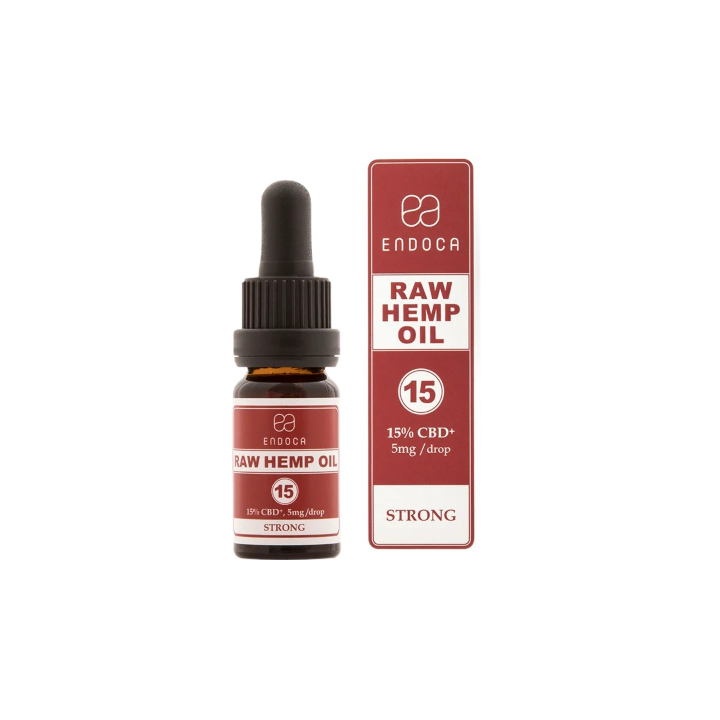 ENDOCA
RAW HEMP OIL
15
15% CBD+, 5mg/drop
STRONG
ENDOCA
RAW
HEMP
OIL
15
15% CBD+
5mg /drop
STRONG